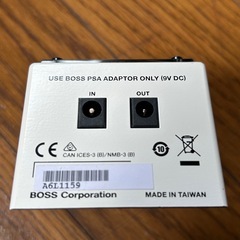 USE BOSS PSA ADAPTOR ONLY (9V DC)
IN OUT
CE
CAN ICES-3 (B)/NMB-3 (B)
10
A6L1159
BOSS Corporation MADE IN TAIWAN